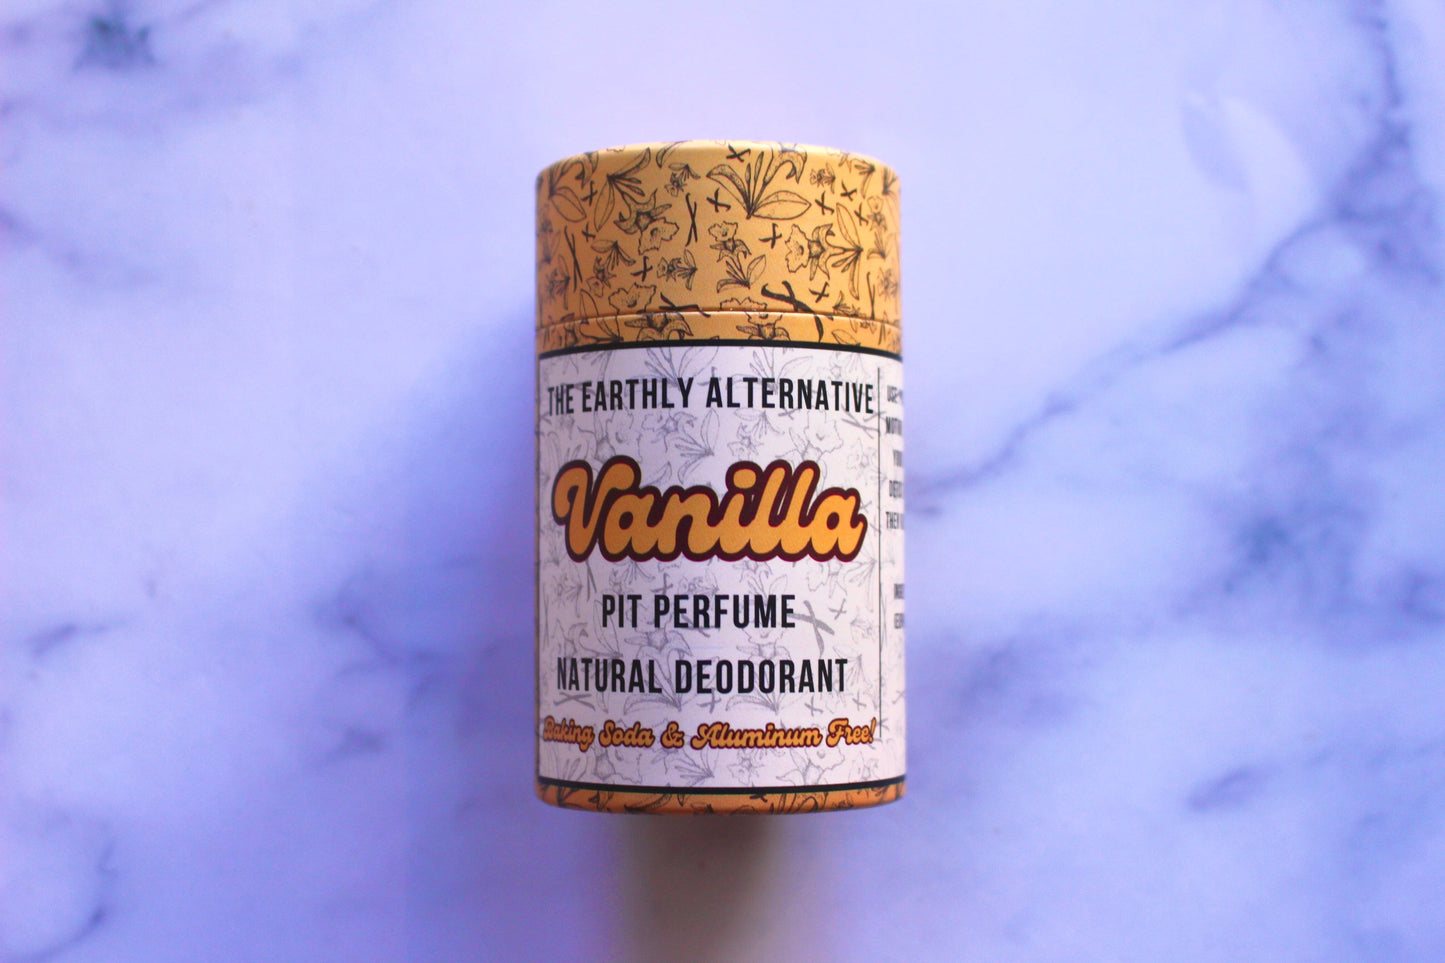 THE EARTHLY ALTERNATIVE
Vanilla
PIT PERFUME
NATURAL DEODORANT
Baking Soda & Aluminum Free!